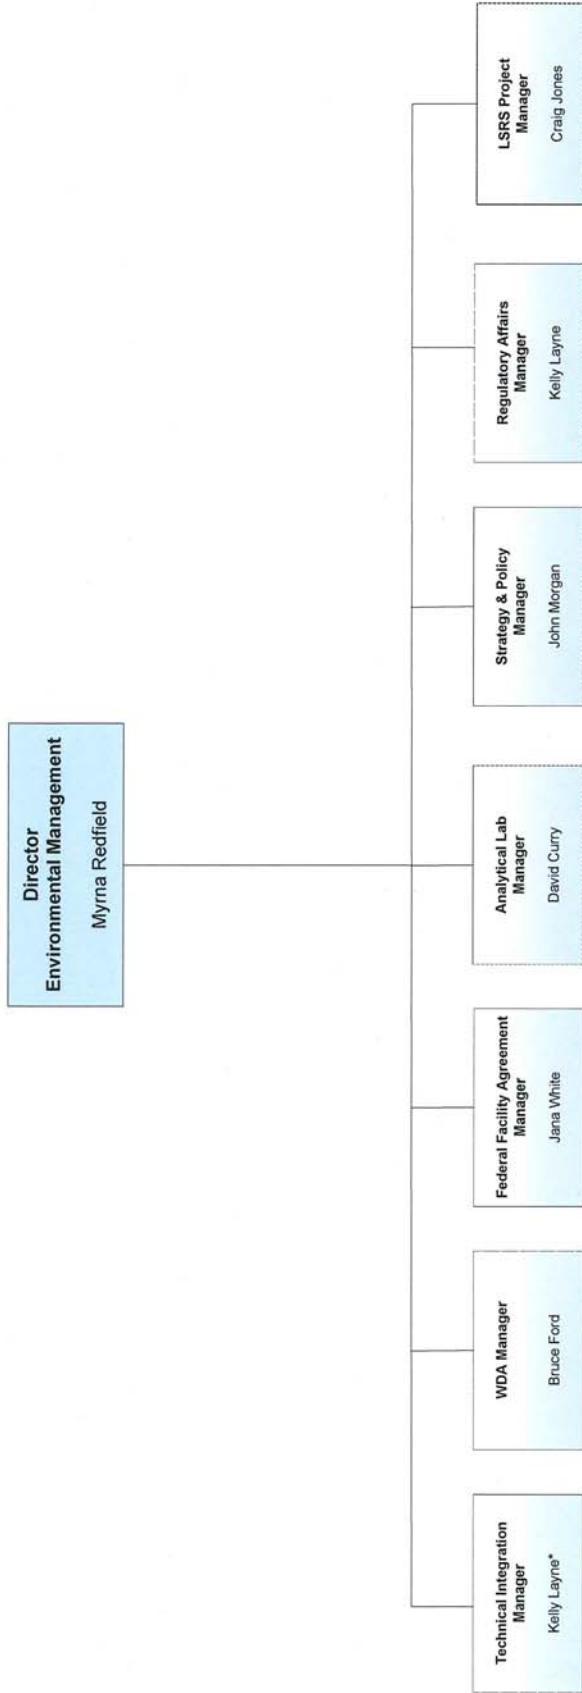 Director
Environmental Management
Myrna Redfield
Technical Integration
Manager
Kelly Layne*
WDA Manager
Bruce Ford
Federal Facility Agreement
Manager
Jana White
Analytical Lab
Manager
David Curry
Strategy & Policy
Manager
John Morgan
Regulatory Affairs
Manager
Kelly Layne
LSRS Project
Manager
Craig Jones